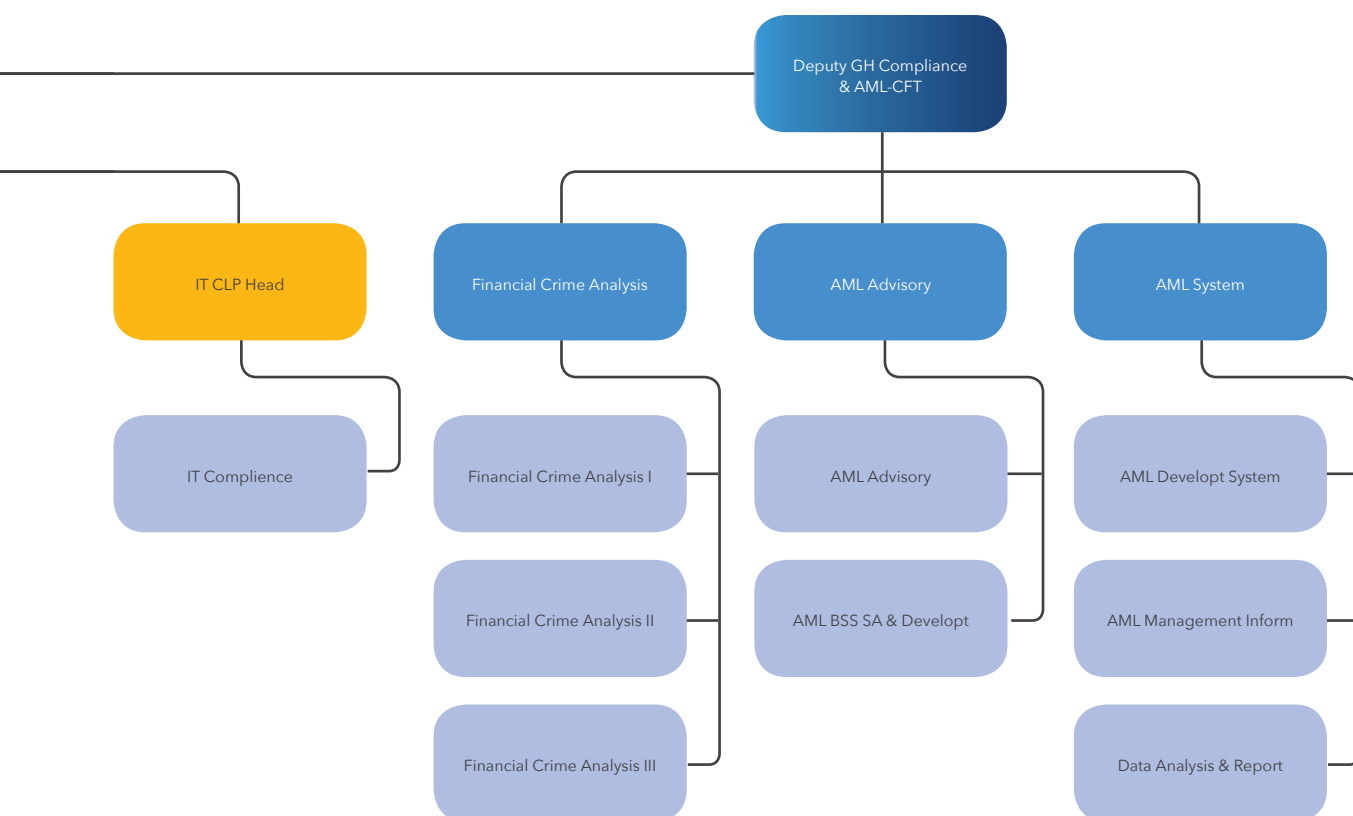 Deputy GH Compliance
& AML-CFT
IT CLP Head
Financial Crime Analysis
AML Advisory
AML System
IT Complience
Financial Crime Analysis I
AML Advisory
AML Developt System
Financial Crime Analysis II
AML BSS SA & Developt
AML Management Inform
Financial Crime Analysis III
Data Analysis & Report